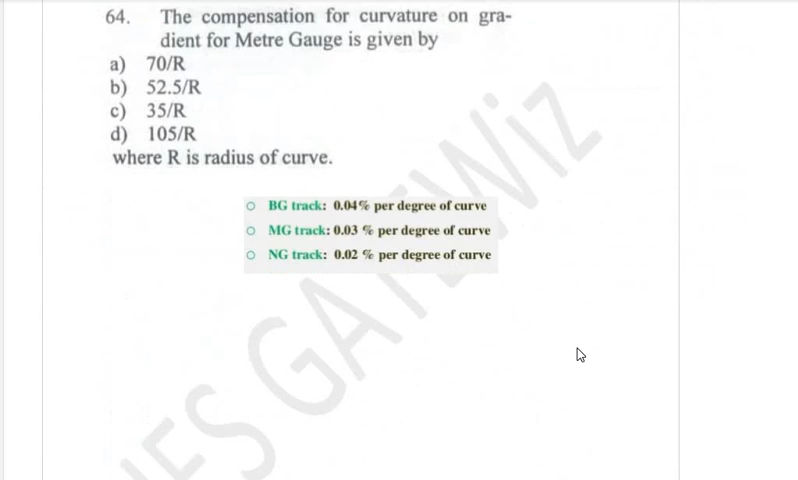 64. The compensation for curvature on gra-
dient for Metre Gauge is given by
a) 70/R
b) 52.5/R
c) 35/R
d) 105/R
where R is radius of curve.
BG track: 0.04% per degree of curve
MG track: 0.03 % per degree of curve
NG track: 0.02 % per degree of curve
IES GATEWiz